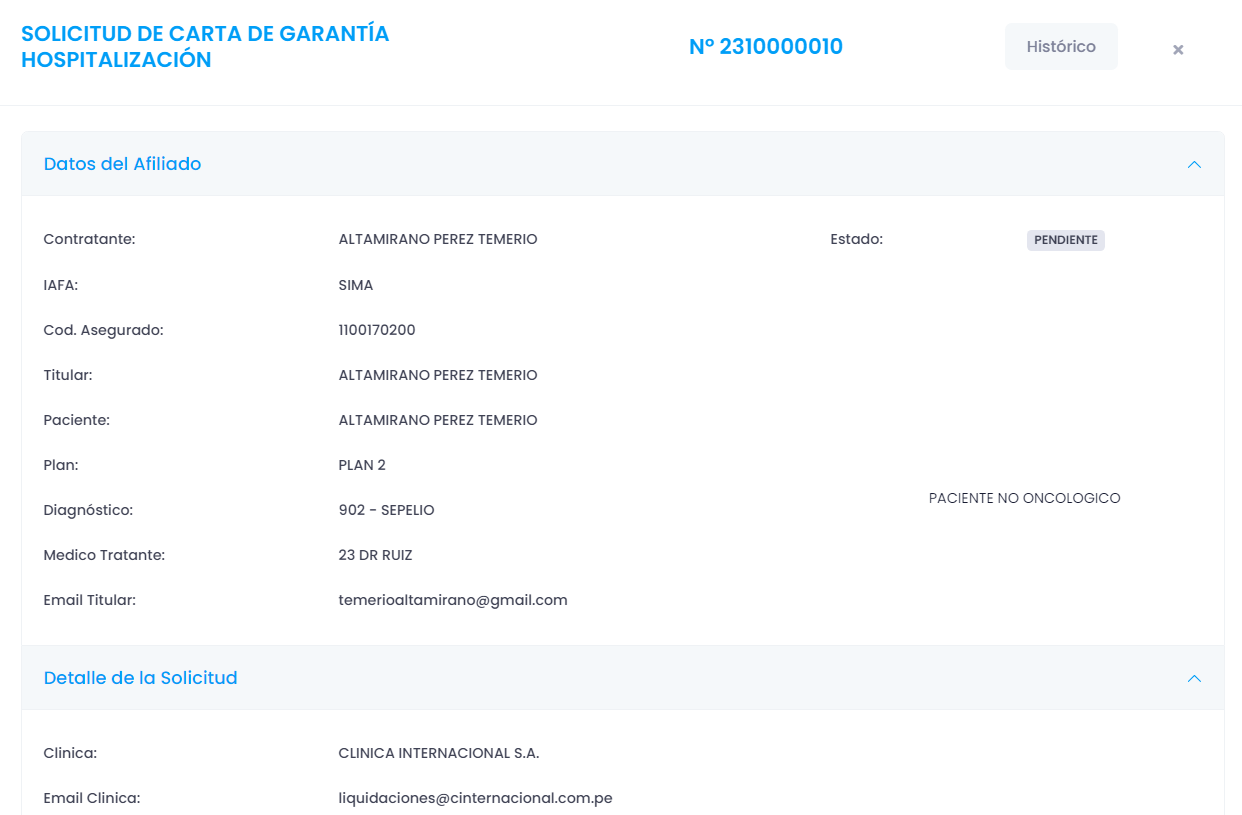 SOLICITUD DE CARTA DE GARANTÍA
HOSPITALIZACIÓN
Nº 2310000010
Histórico
×
Datos del Afiliado
Contratante: ALTAMIRANO PEREZ TEMERIO Estado: PENDIENTE
IAFA: SIMA
Cod. Asegurado: 1100170200
Titular: ALTAMIRANO PEREZ TEMERIO
Paciente: ALTAMIRANO PEREZ TEMERIO
Plan: PLAN 2
PACIENTE NO ONCOLOGICO
Diagnóstico: 902 - SEPELIO
Medico Tratante: 23 DR RUIZ
Email Titular: temerioaltamirano@gmail.com
Detalle de la Solicitud
Clinica: CLINICA INTERNACIONAL S.A.
Email Clinica: liquidaciones@cinternacional.com.pe